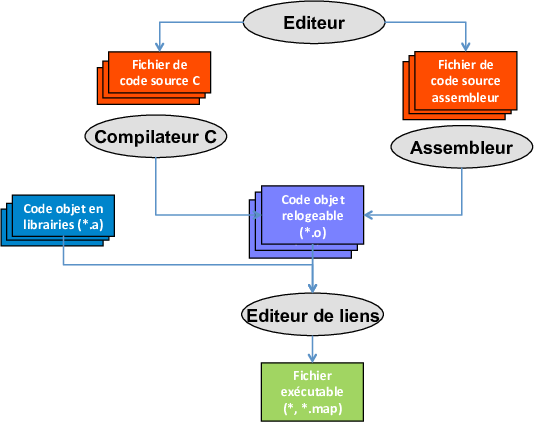 Editeur
Fichier de
code source C
Fichier de
code source
assembleur
Compilateur C
Assembleur
Code objet en
librairies (*.a)
Code objet
relogeable
(*.o)
Editeur de liens
Fichier
exécutable
(*, *.map)